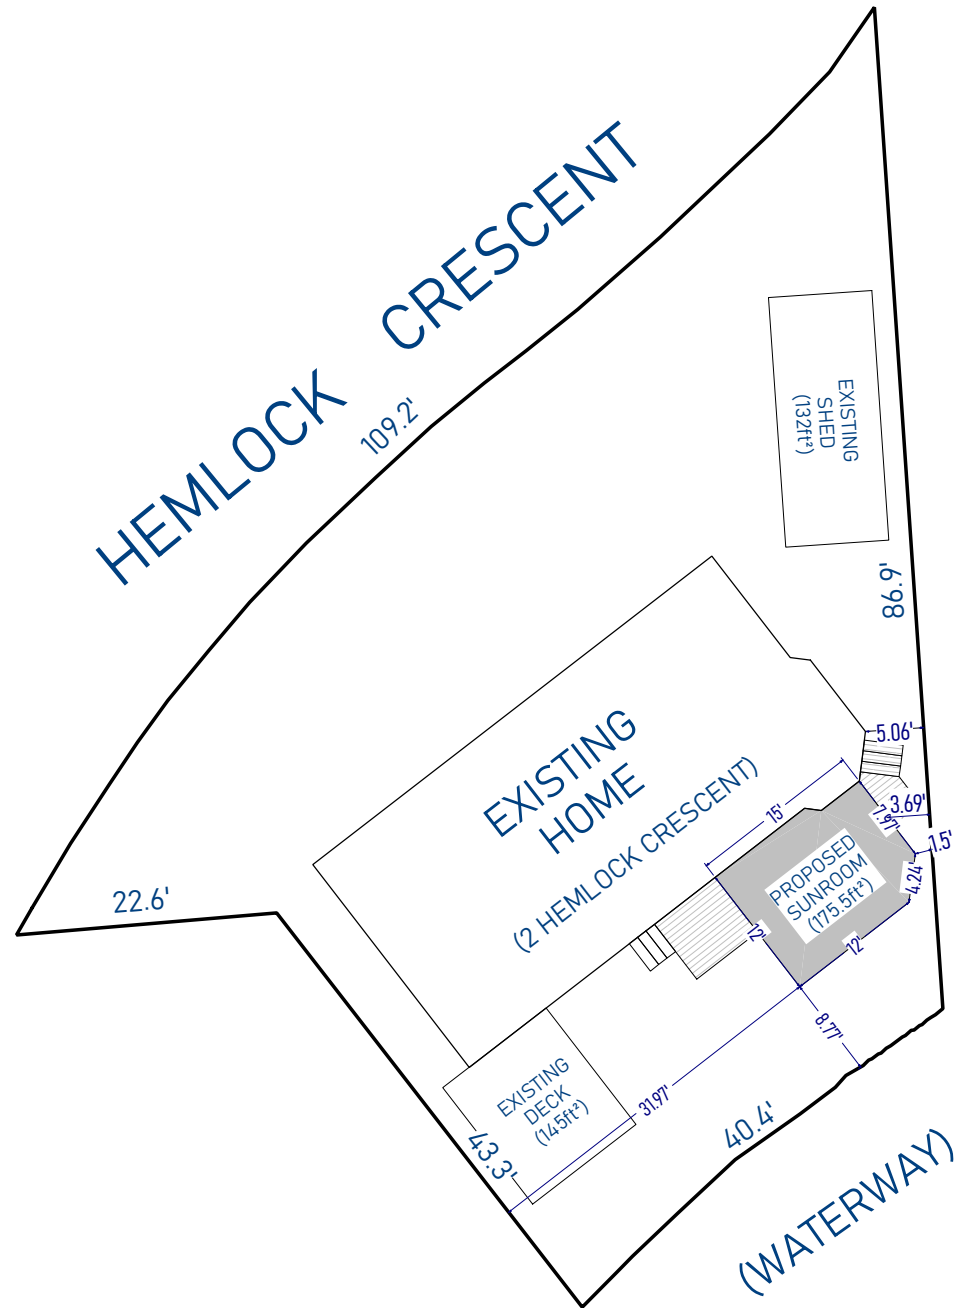 HEMLOCK CRESCENT
109.2'
EXISTING
SHED
(132ft²)
86.9'
EXISTING
HOME
(2 HEMLOCK CRESCENT)
22.6'
5.06'
3.69'
7.97'
1.5'
4.24'
15'
PROPOSED
SUNROOM
(175.5ft²)
12'
12'
8.77'
31.97'
EXISTING
DECK
(145ft²)
43.3'
40.4'
(WATERWAY)